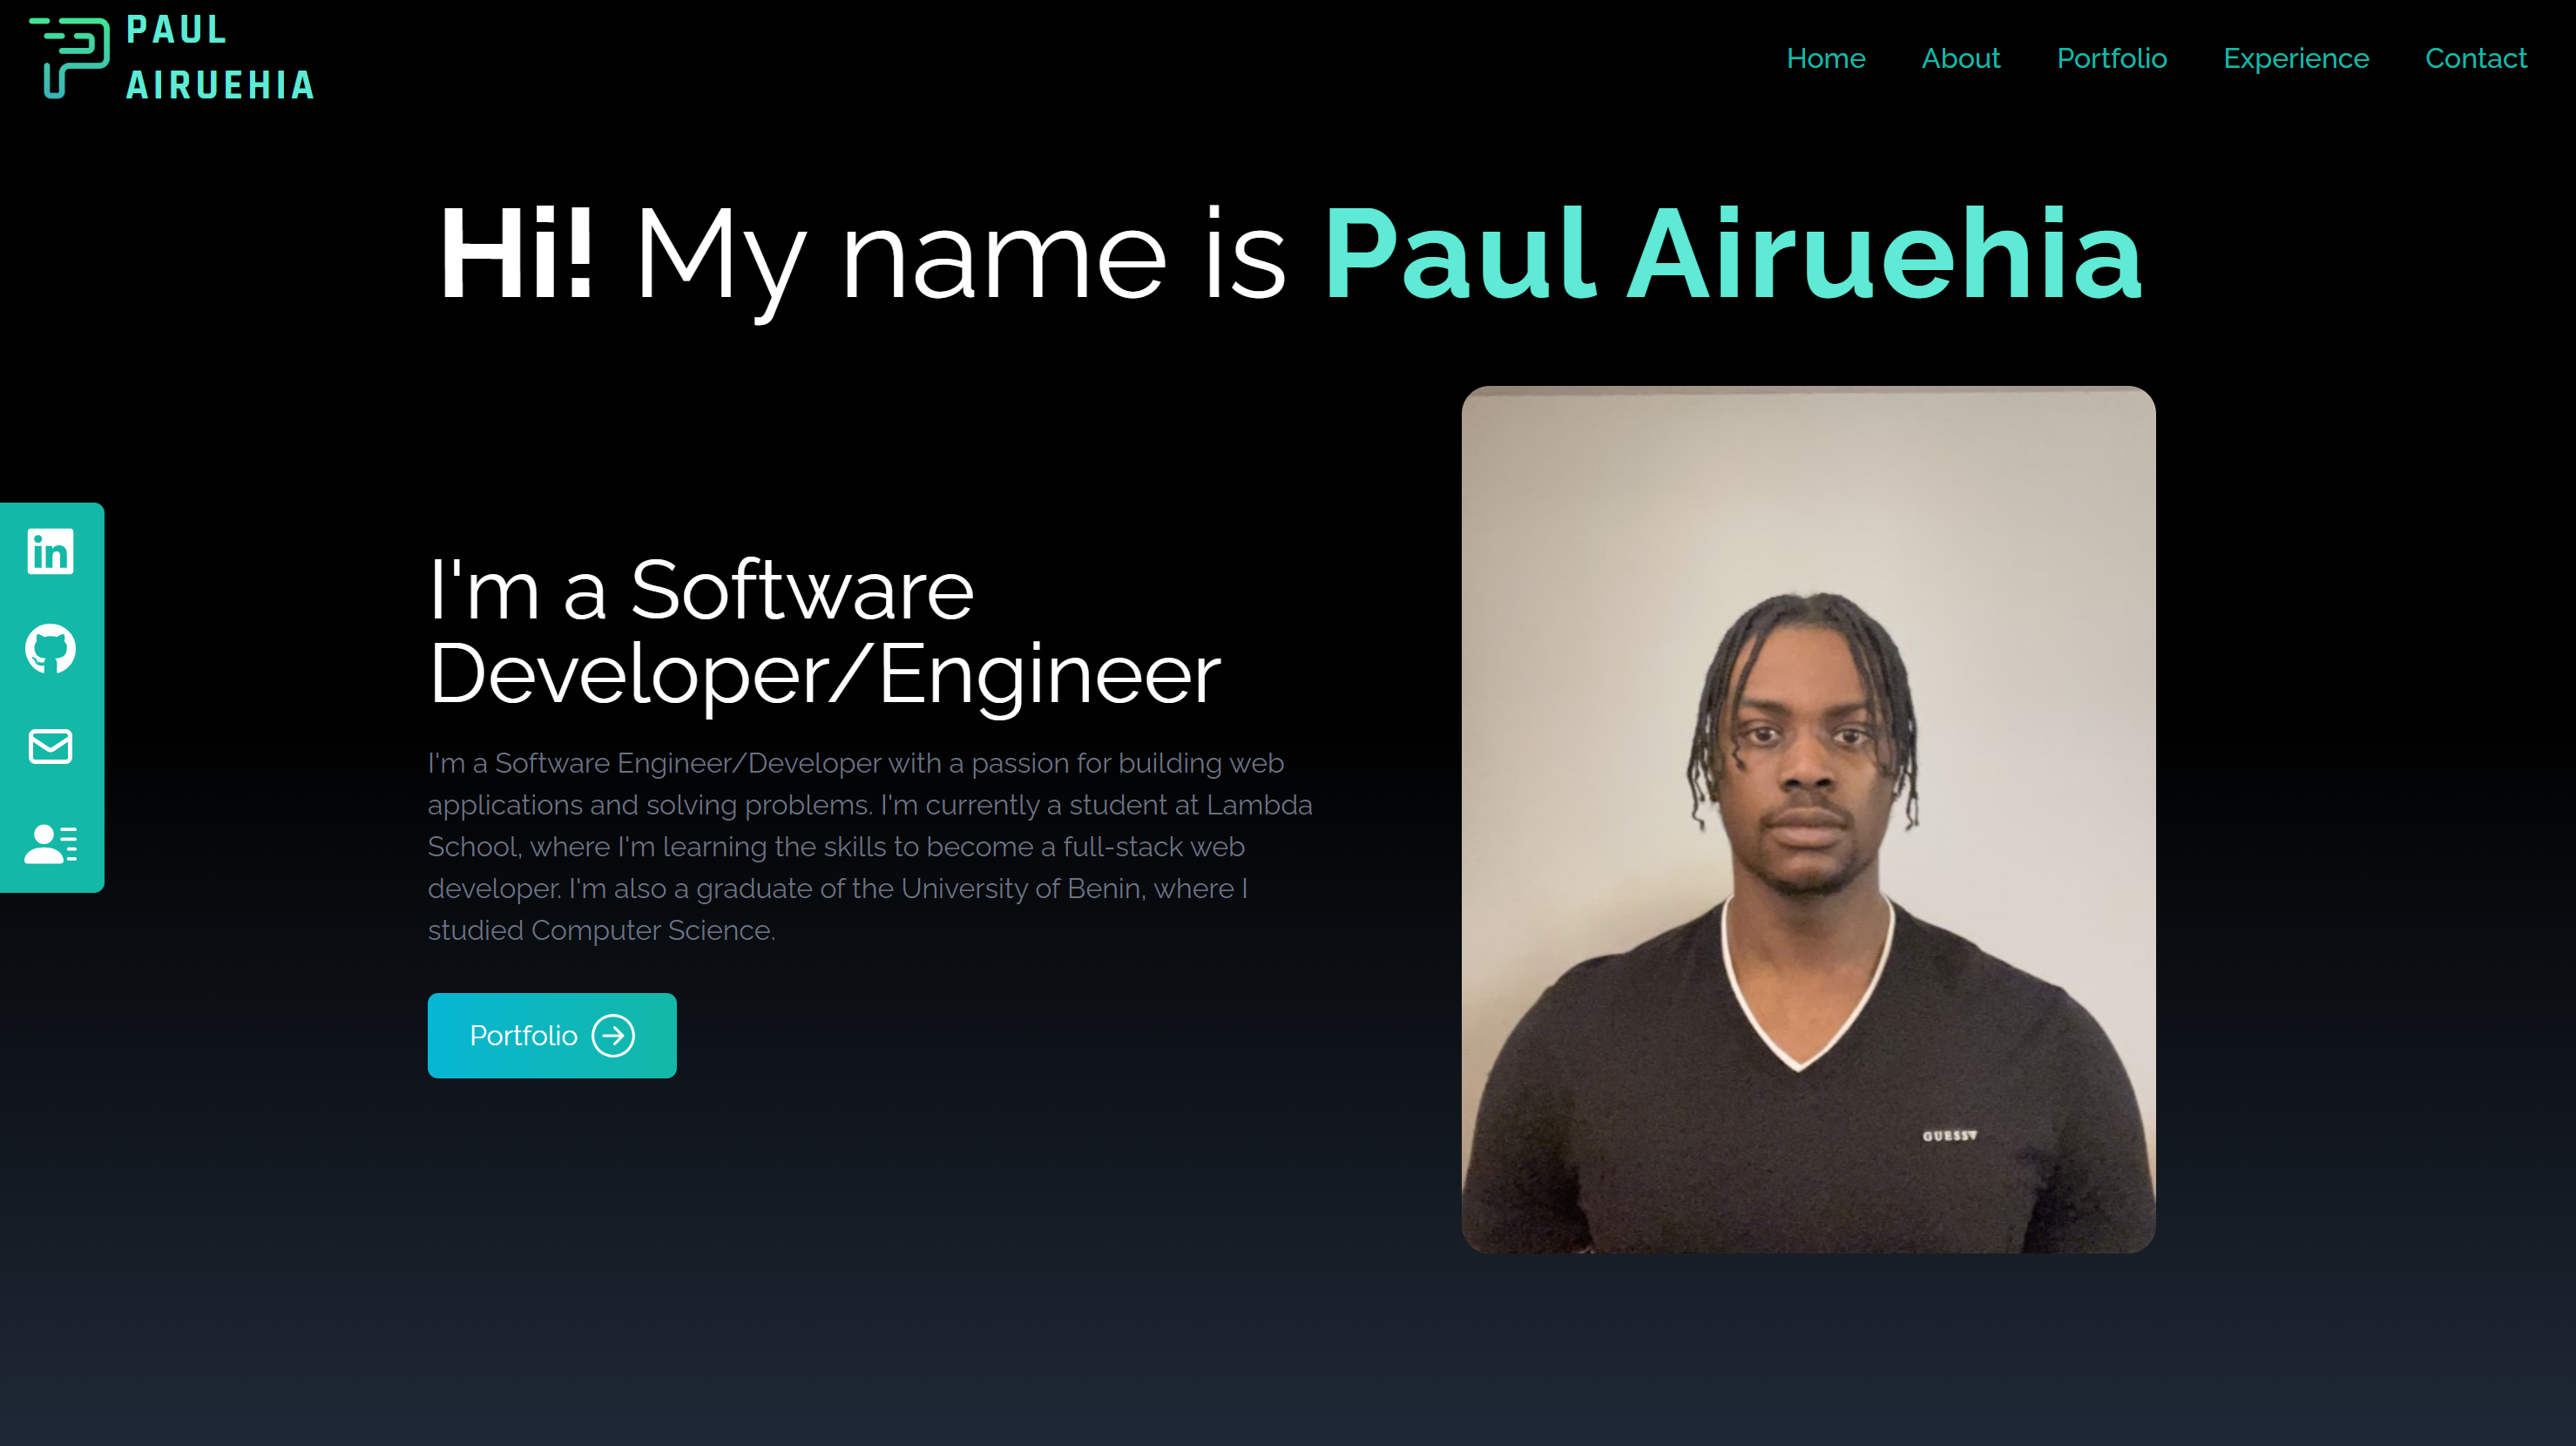 PAUL
AIRUEHIA
Home About Portfolio Experience Contact
Hi! My name is Paul Airuehia
I'm a Software
Developer/Engineer
I'm a Software Engineer/Developer with a passion for building web
applications and solving problems. I'm currently a student at Lambda
School, where I'm learning the skills to become a full-stack web
developer. I'm also a graduate of the University of Benin, where I
studied Computer Science.
Portfolio
in
GUESS